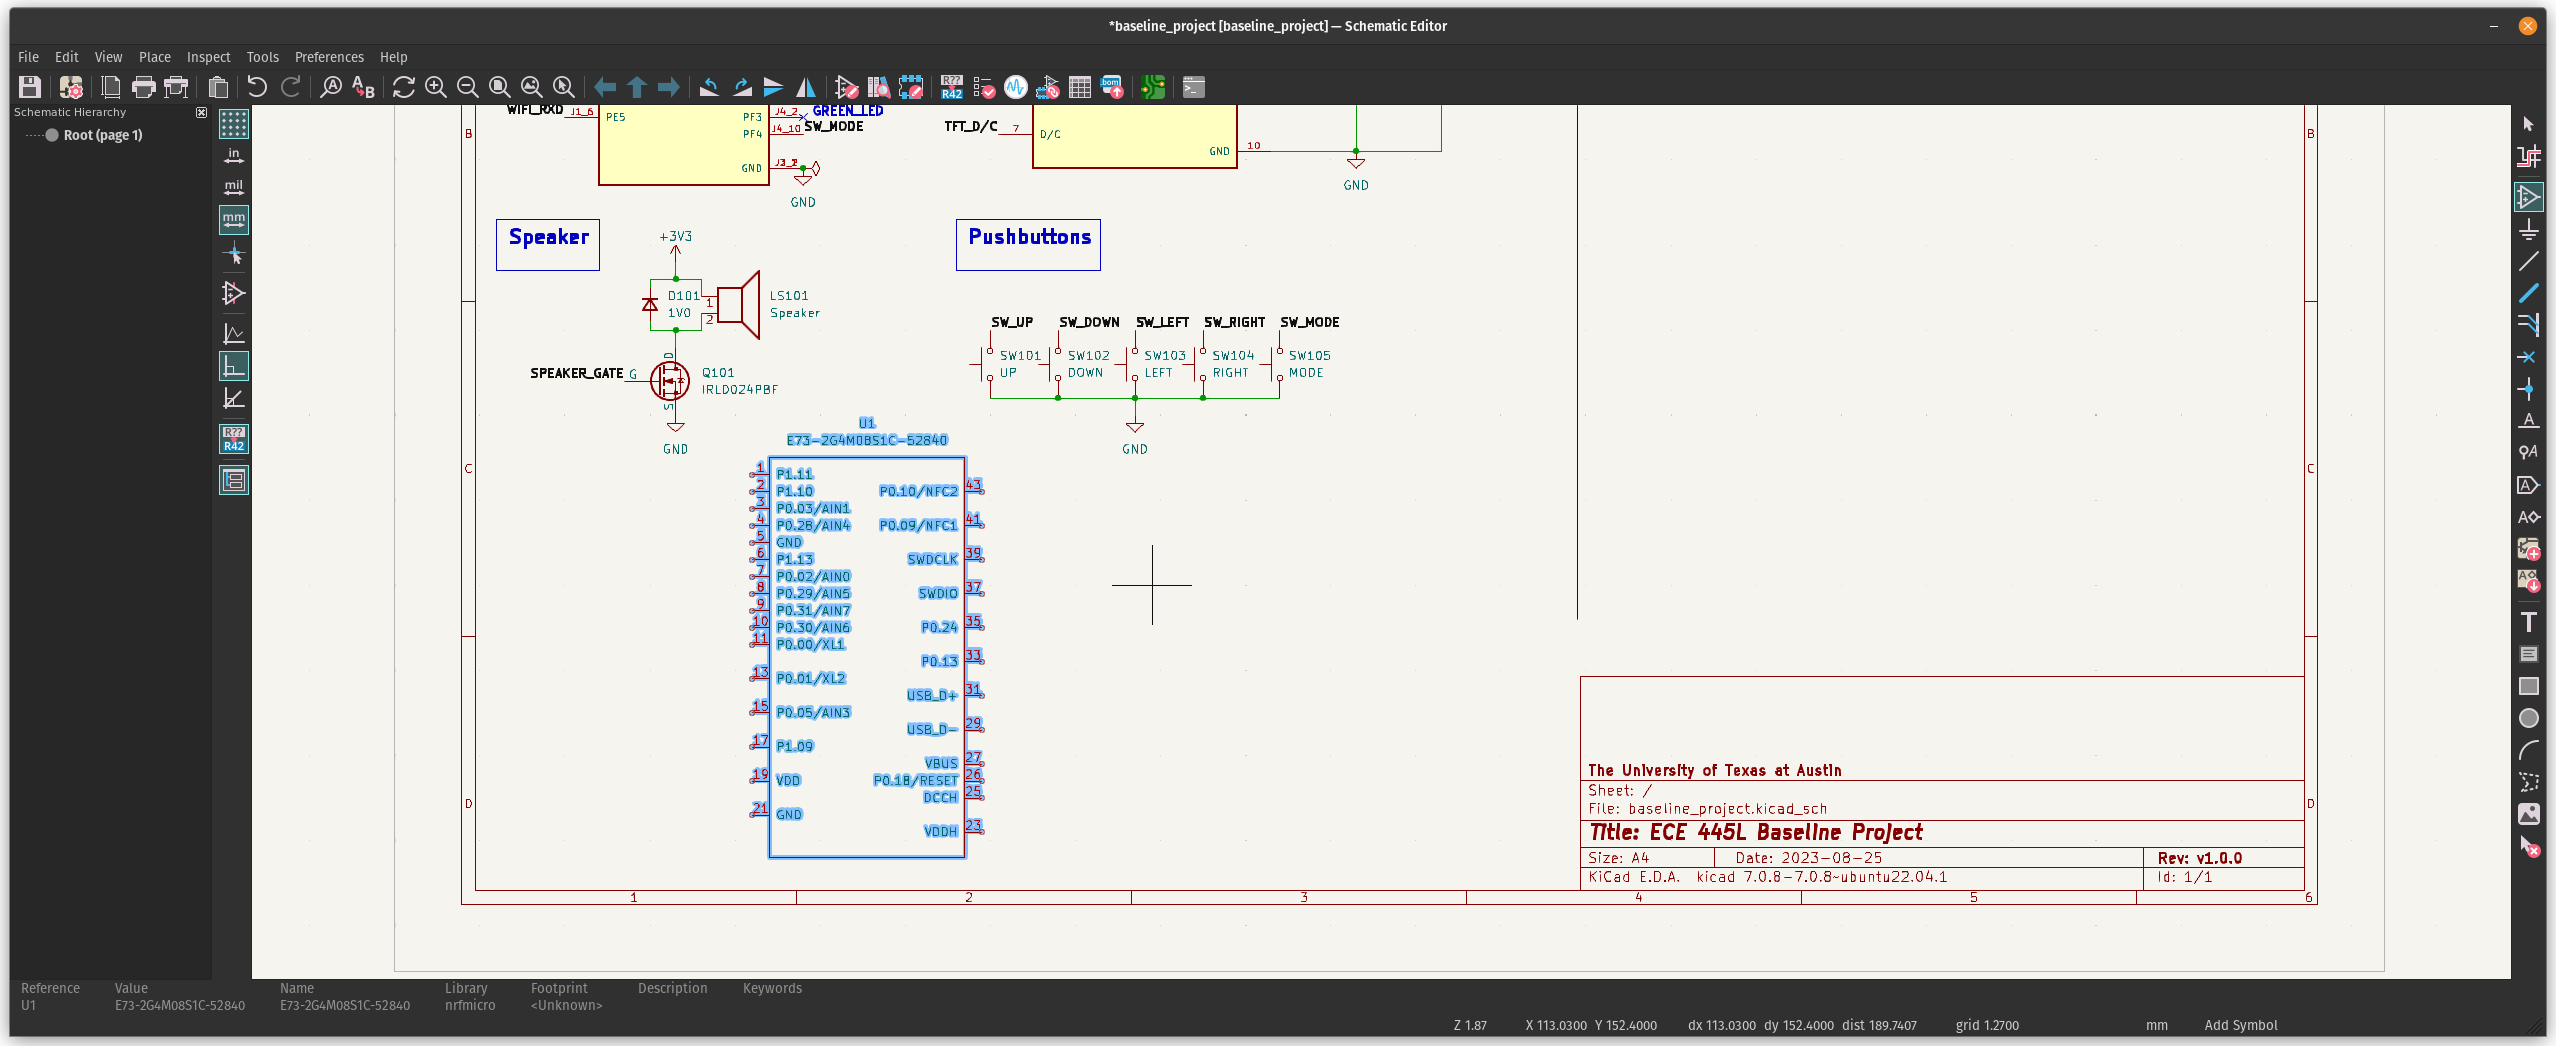 *baseline_project [baseline_project] — Schematic Editor
File Edit View Place Inspect Tools Preferences Help
Schematic Hierarchy
Root (page 1)
in
mil
mm
R??
R42
WIFI_RXD
J1_6
PE5
PF3
PF4
GND
J4_2
J4_10
GREEN_LED
SW_MODE
GND
TFT_D/C
7
D/C
GND
10
GND
B
B
Speaker
+3V3
D101
1V0
1
2
LS101
Speaker
SPEAKER_GATE
G
D
S
Q101
IRLD024PBF
GND
Pushbuttons
SW_UP SW_DOWN SW_LEFT SW_RIGHT SW_MODE
SW101 SW102 SW103 SW104 SW105
UP DOWN LEFT RIGHT MODE
GND
U1
E73-2G4M08S1C-52840
1 P1.11
2 P1.10
P0.10/NFC2 43
3 P0.03/AIN1
4 P0.28/AIN4
P0.09/NFC1 41
5 GND
6 P1.13
SWDCLK 39
7 P0.02/AIN0
8 P0.29/AIN5
SWDIO 37
9 P0.31/AIN7
10 P0.30/AIN6
P0.24 35
11 P0.00/XL1
P0.13 33
13 P0.01/XL2
USB_D+ 31
15 P0.05/AIN3
USB_D- 29
17 P1.09
VBUS 27
19 VDD
P0.18/RESET 26
DCCH 25
21 GND
VDDH 23
C
C
D
D
The University of Texas at Austin
Sheet: /
File: baseline_project.kicad_sch
Title: ECE 445L Baseline Project
Size: A4 Date: 2023-08-25 Rev: v1.0.0
KiCad E.D.A. kicad 7.0.8-7.0.8~ubuntu22.04.1 Id: 1/1
1 2 3 4 5 6
Reference Value Name Library Footprint Description Keywords
U1 E73-2G4M08S1C-52840 E73-2G4M08S1C-52840 nrfmicro <Unknown>
Z 1.87 X 113.0300 Y 152.4000 dx 113.0300 dy 152.4000 dist 189.7407 grid 1.2700 mm Add Symbol